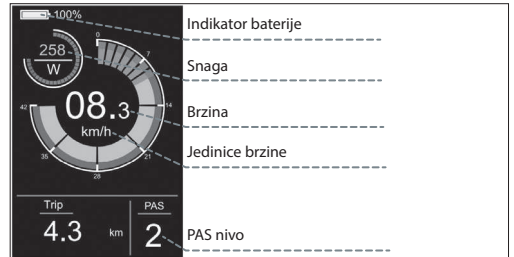 100%
Indikator baterije
0
258
W
7
Snaga
42
08.3
14
Brzina
km/h
Jedinice brzine
35
21
28
Trip
PAS
4.3 km
2
PAS nivo